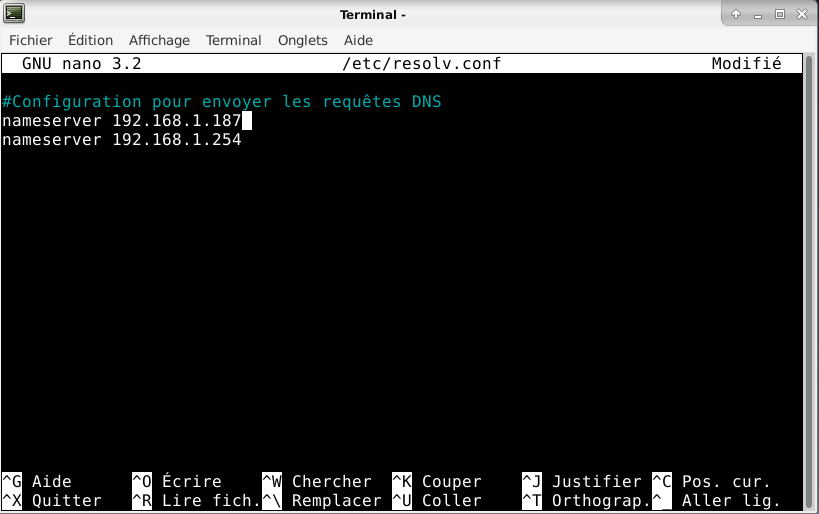 Terminal -
Fichier Édition Affichage Terminal Onglets Aide
GNU nano 3.2 /etc/resolv.conf Modifié
#Configuration pour envoyer les requêtes DNS
nameserver 192.168.1.187
nameserver 192.168.1.254
^G Aide ^O Écrire ^W Chercher ^K Couper ^J Justifier ^C Pos. cur.
^X Quitter ^R Lire fich. ^\ Remplacer ^U Coller ^T Orthograp. ^_ Aller lig.